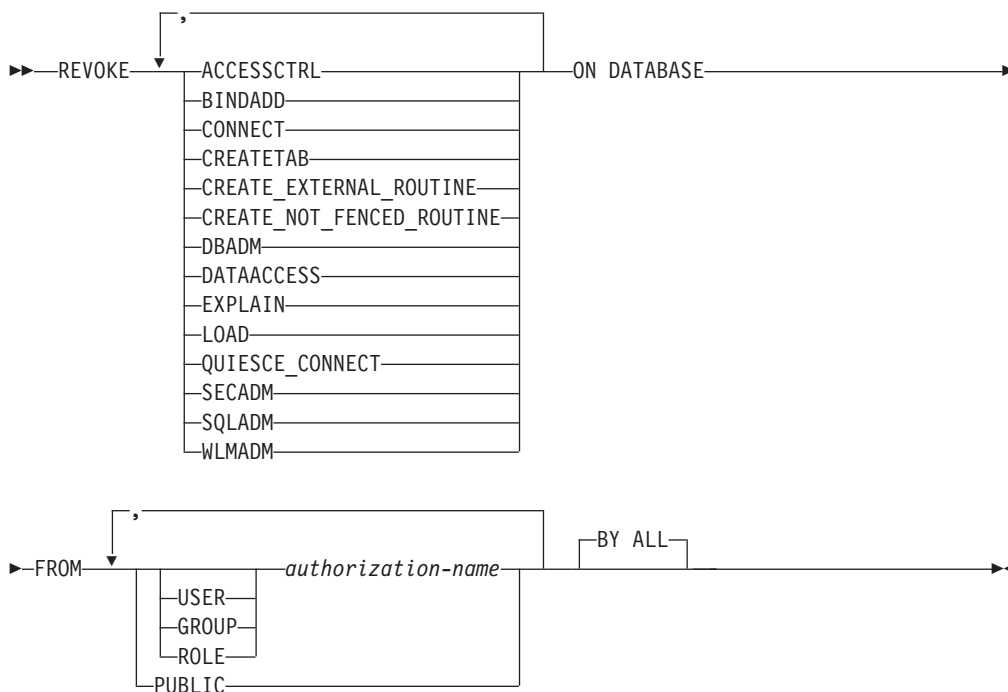 ,
REVOKE ACCESSCTRL ON DATABASE
BINDADD
CONNECT
CREATETAB
CREATE_EXTERNAL_ROUTINE
CREATE_NOT_FENCED_ROUTINE
DBADM
DATAACCESS
EXPLAIN
LOAD
QUIESCE_CONNECT
SECADM
SQLADM
WLMADM
,
BY ALL
FROM authorization-name
USER
GROUP
ROLE
PUBLIC